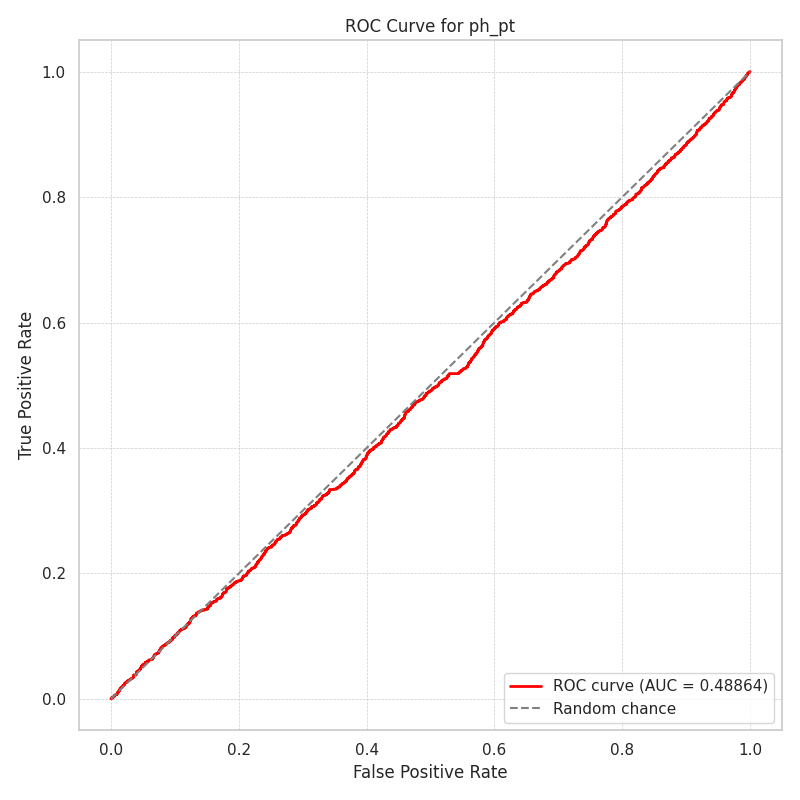 ROC Curve for ph_pt
True Positive Rate
1.0
0.8
0.6
0.4
0.2
0.0
0.0 0.2 0.4 0.6 0.8 1.0
False Positive Rate
ROC curve (AUC = 0.48864)
Random chance